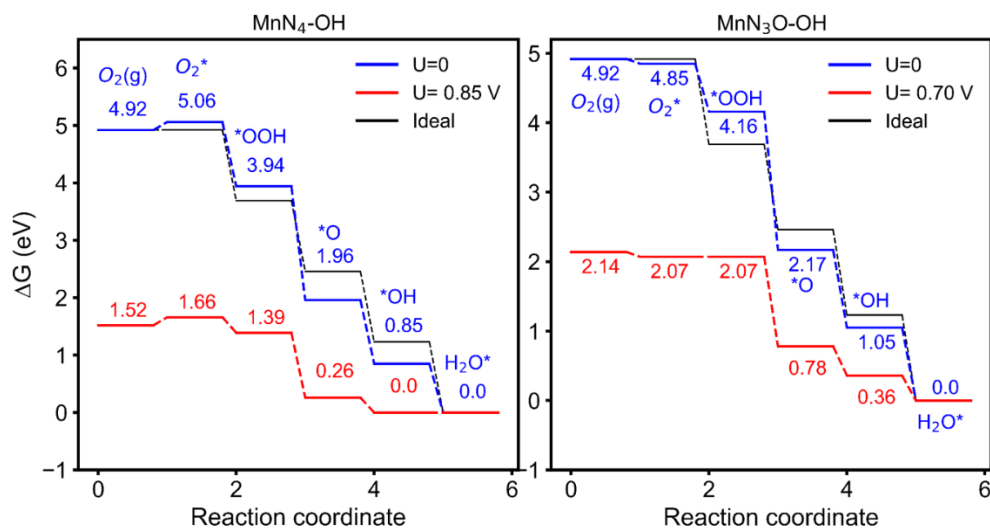 MnN₄-OH
ΔG (eV)
6
5
4
3
2
1
0
−1
O₂(g)
4.92
O₂*
5.06
*OOH
3.94
*O
1.96
*OH
0.85
H₂O*
0.0
1.52
1.66
1.39
0.26
0.0
U=0
U= 0.85 V
Ideal
0 2 4 6
Reaction coordinate
MnN₃O-OH
5
4
3
2
1
0
−1
4.92
O₂(g)
4.85
O₂*
*OOH
4.16
2.17
*O
*OH
1.05
0.0
H₂O*
2.14
2.07
2.07
0.78
0.36
U=0
U= 0.70 V
Ideal
0 2 4 6
Reaction coordinate